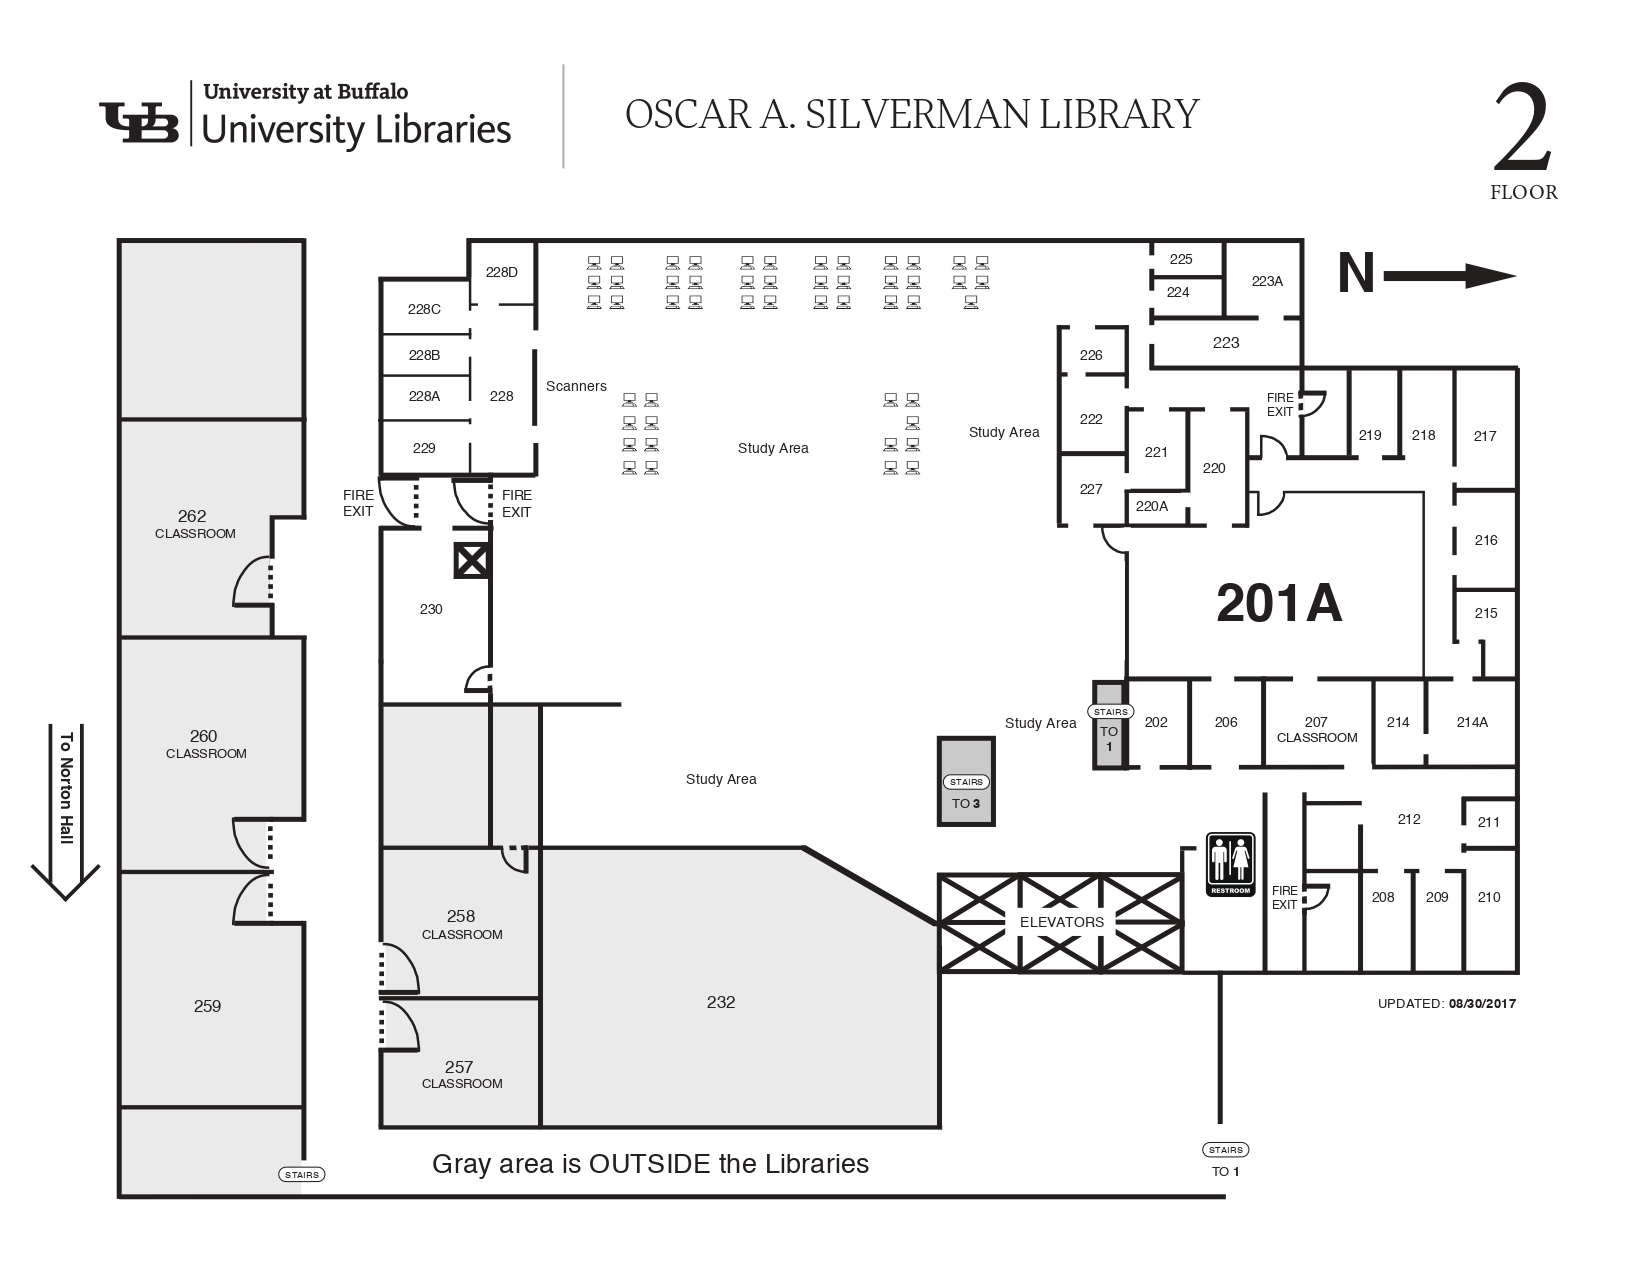 University at Buffalo
University Libraries
OSCAR A. SILVERMAN LIBRARY
2
FLOOR
UB
N
228D
228C
228B
228A
228
229
Scanners
225
224
223A
223
226
222
221
220
227
220A
Study Area
Study Area
FIRE
EXIT
219
218
217
216
215
FIRE
EXIT
FIRE
EXIT
262
CLASSROOM
230
201A
260
CLASSROOM
To Norton Hall
Study Area
STAIRS
TO
1
202
206
207
CLASSROOM
214
214A
Study Area
STAIRS
TO 3
212
211
RESTROOM
FIRE
EXIT
208
209
210
258
CLASSROOM
ELEVATORS
259
232
257
CLASSROOM
UPDATED: 08/30/2017
STAIRS
Gray area is OUTSIDE the Libraries
STAIRS
TO 1